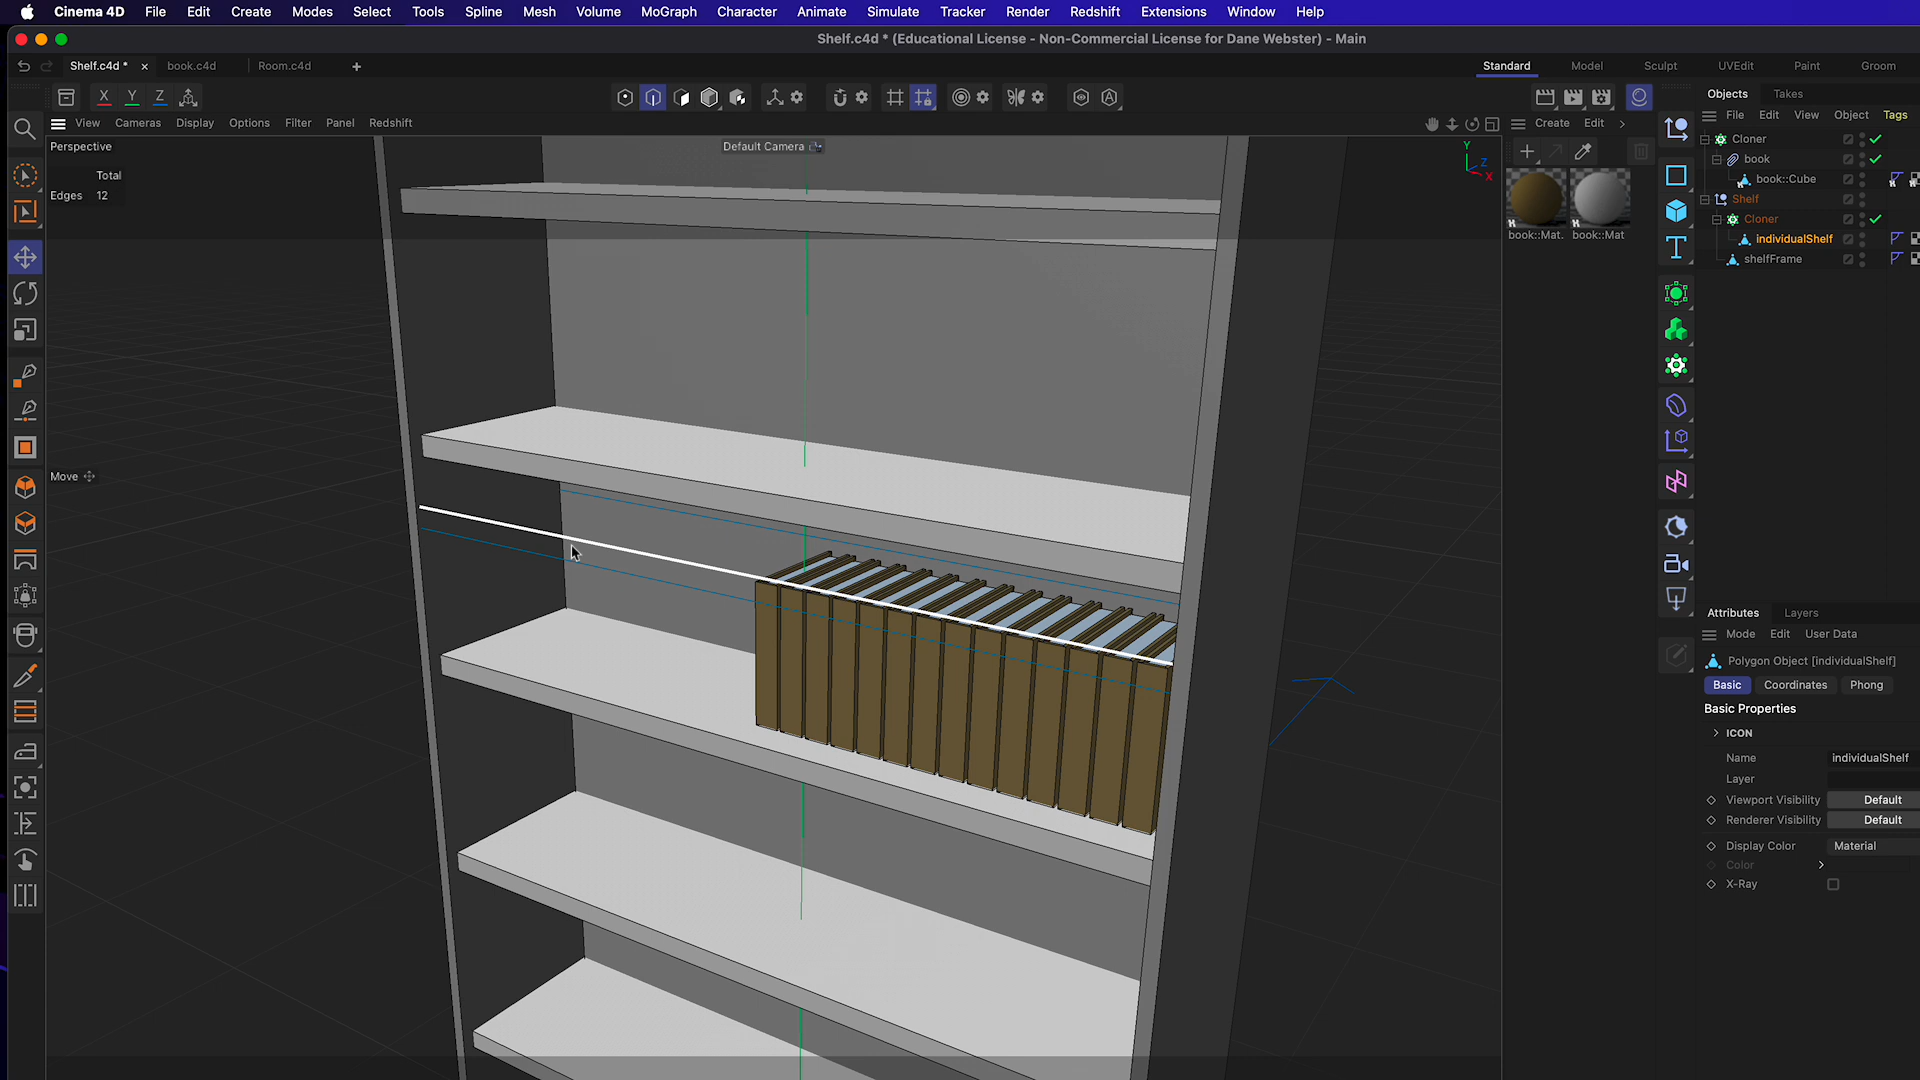 Cinema 4D File Edit Create Modes Select Tools Spline Mesh Volume MoGraph Character Animate Simulate Tracker Render Redshift Extensions Window Help
Shelf.c4d * (Educational License - Non-Commercial License for Dane Webster) - Main
Shelf.c4d * book.c4d Room.c4d Standard Model Sculpt UVEdit Paint Groom
X Y Z
Objects Takes
View Cameras Display Options Filter Panel Redshift
Create Edit
File Edit View Object Tags
Perspective
Default Camera
Y
Z
X
Total
Edges 12
Cloner
book
book::Cube
Shelf
Cloner
individualShelf
shelfFrame
book::Mat. book::Mat
Move
Attributes Layers
Mode Edit User Data
Polygon Object [individualShelf]
Basic Coordinates Phong
Basic Properties
ICON
Name individualShelf
Layer
Viewport Visibility Default
Renderer Visibility Default
Display Color Material
Color
X-Ray